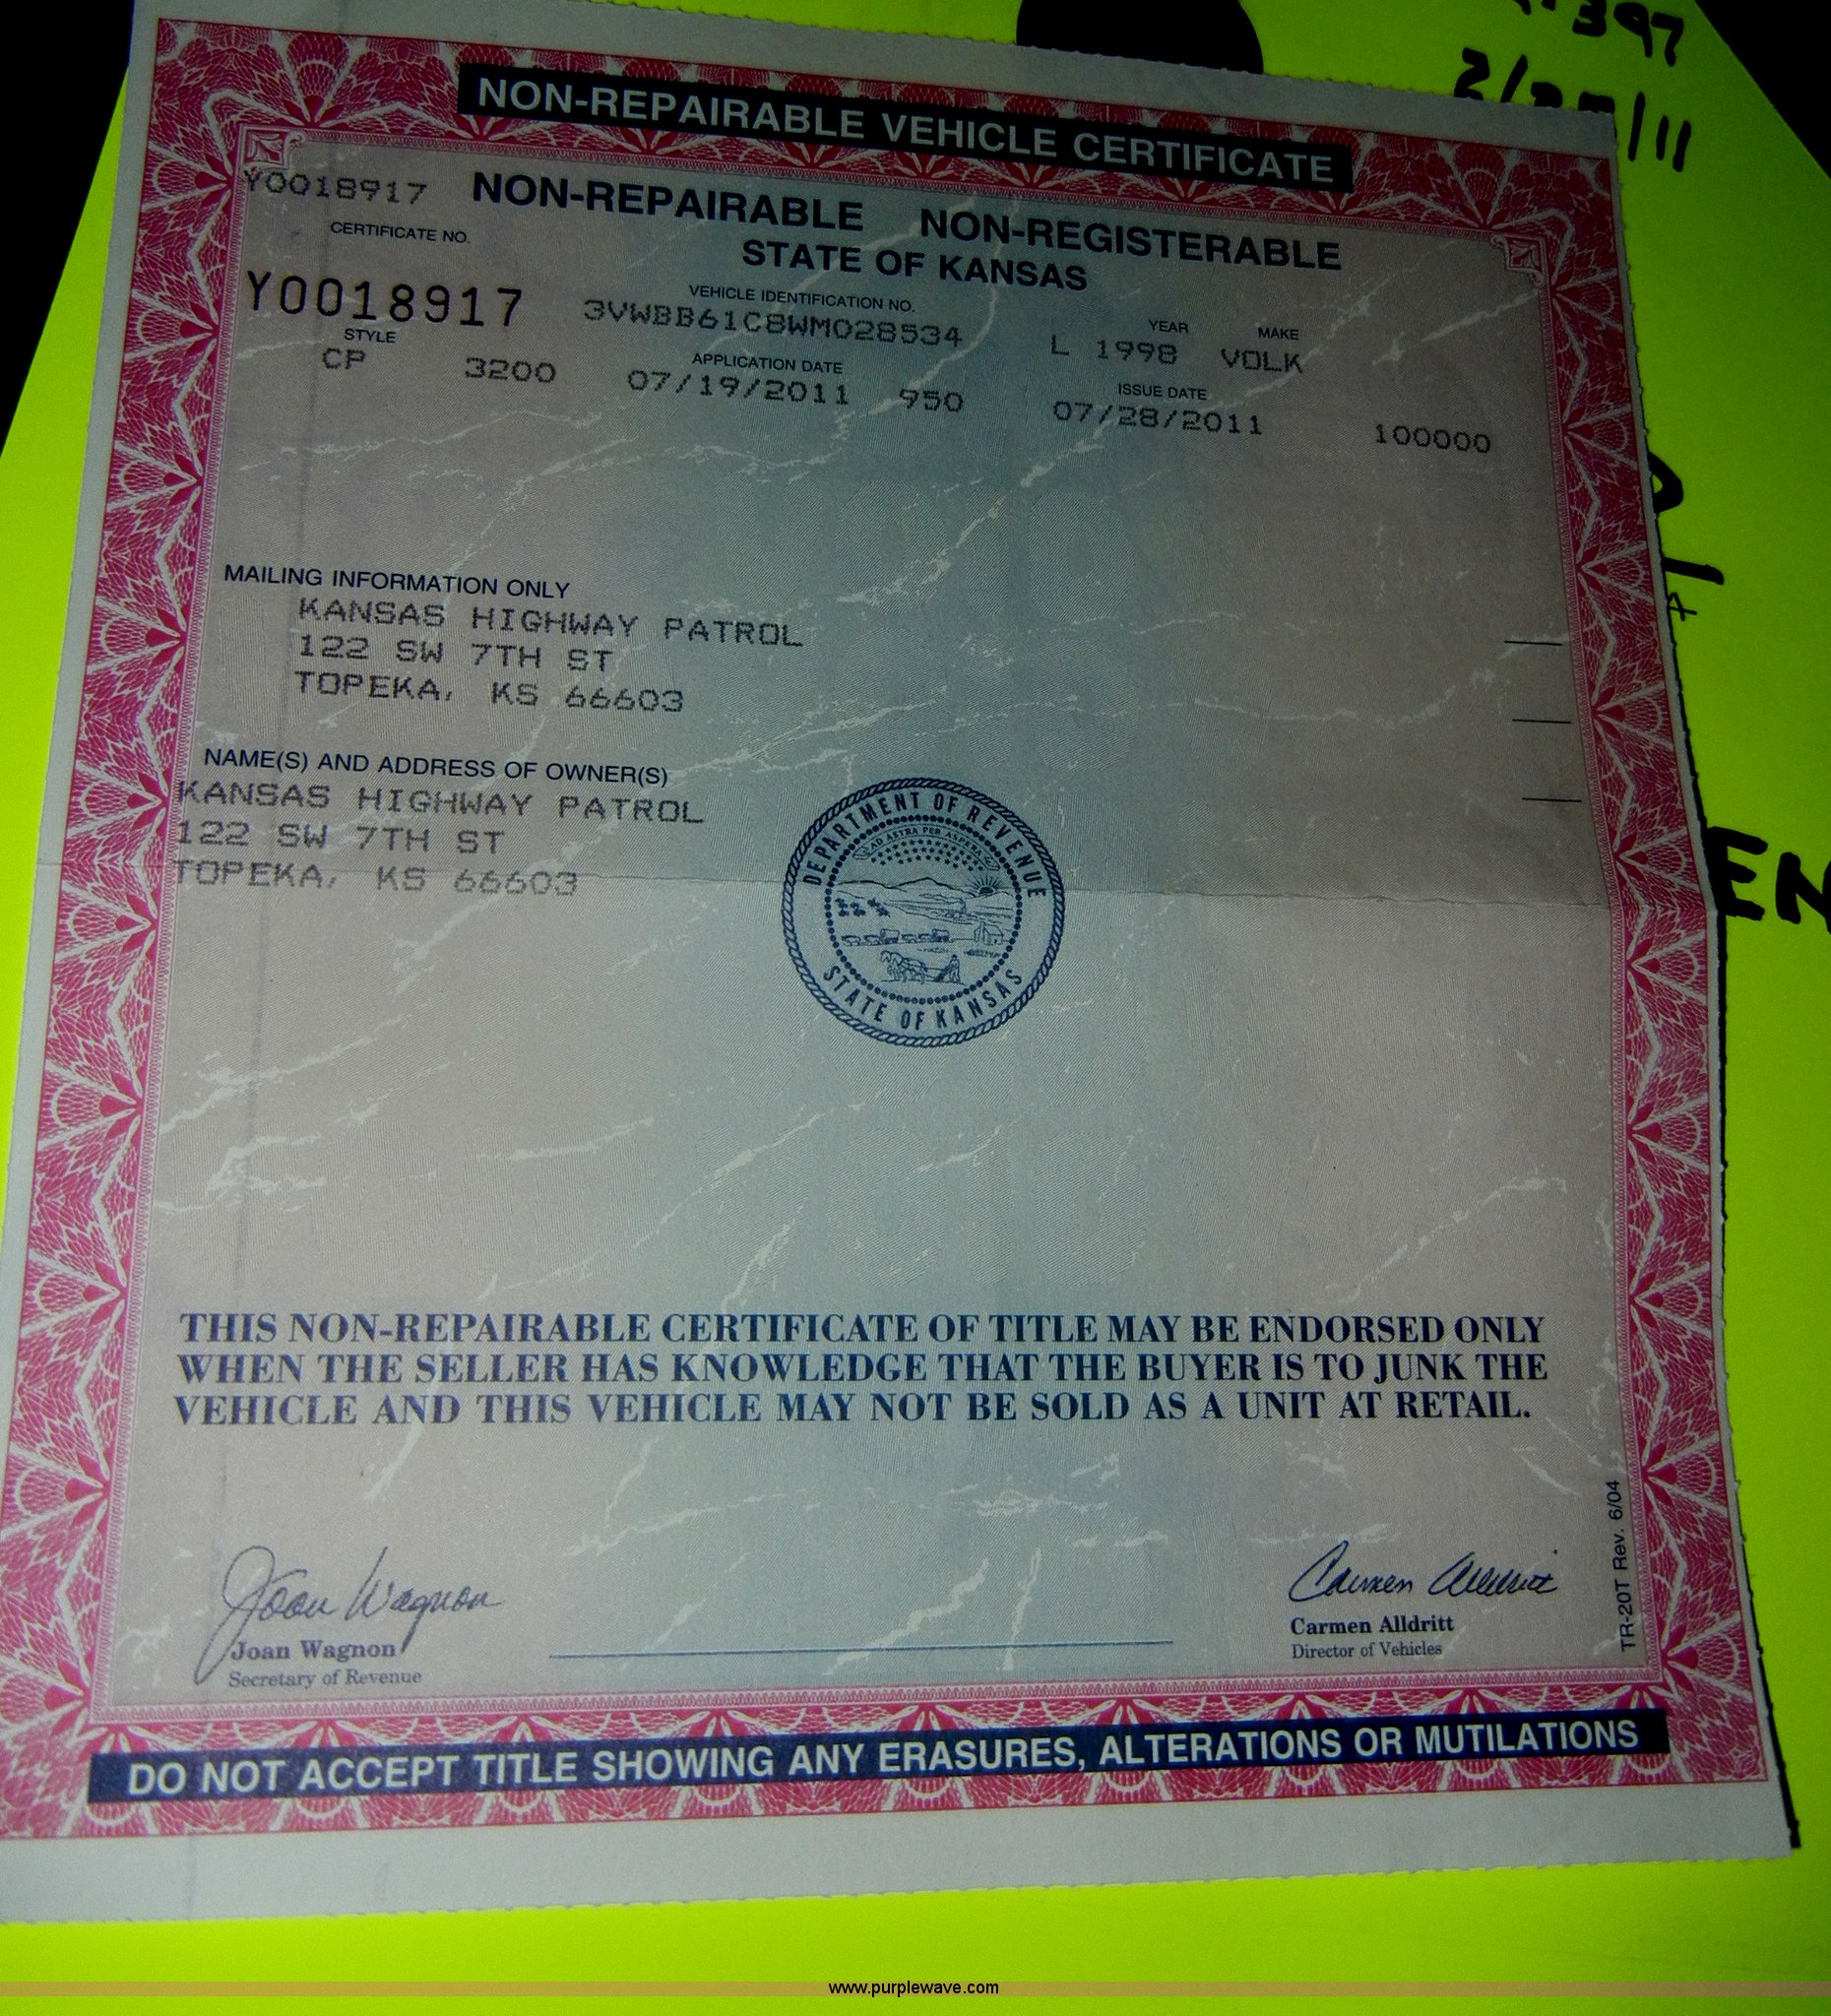 397
2/  /11
NON-REPAIRABLE VEHICLE CERTIFICATE
Y0018917 NON-REPAIRABLE NON-REGISTERABLE
STATE OF KANSAS
CERTIFICATE NO.
Y0018917
VEHICLE IDENTIFICATION NO.
3VWBB61C8WM028534
YEAR MAKE
L 1998 VOLK
STYLE
CP 3200
APPLICATION DATE
07/19/2011 950
ISSUE DATE
07/28/2011 100000
MAILING INFORMATION ONLY
KANSAS HIGHWAY PATROL
122 SW 7TH ST
TOPEKA, KS 66603
NAME(S) AND ADDRESS OF OWNER(S)
KANSAS HIGHWAY PATROL
122 SW 7TH ST
TOPEKA, KS 66603
EN
DEPARTMENT OF REVENUE
AD ASTRA PER ASPERA
STATE OF KANSAS
THIS NON-REPAIRABLE CERTIFICATE OF TITLE MAY BE ENDORSED ONLY
WHEN THE SELLER HAS KNOWLEDGE THAT THE BUYER IS TO JUNK THE
VEHICLE AND THIS VEHICLE MAY NOT BE SOLD AS A UNIT AT RETAIL.
Joan Wagnon
Joan Wagnon
Secretary of Revenue
Carmen Alldritt
Carmen Alldritt
Director of Vehicles
TR-20T Rev. 6/04
DO NOT ACCEPT TITLE SHOWING ANY ERASURES, ALTERATIONS OR MUTILATIONS
www.purplewave.com